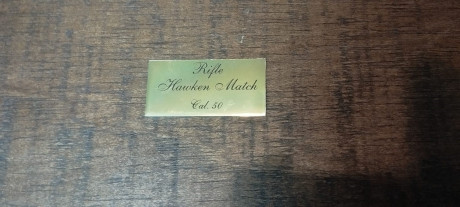 Rifle
Hawken Match
Cal. 50